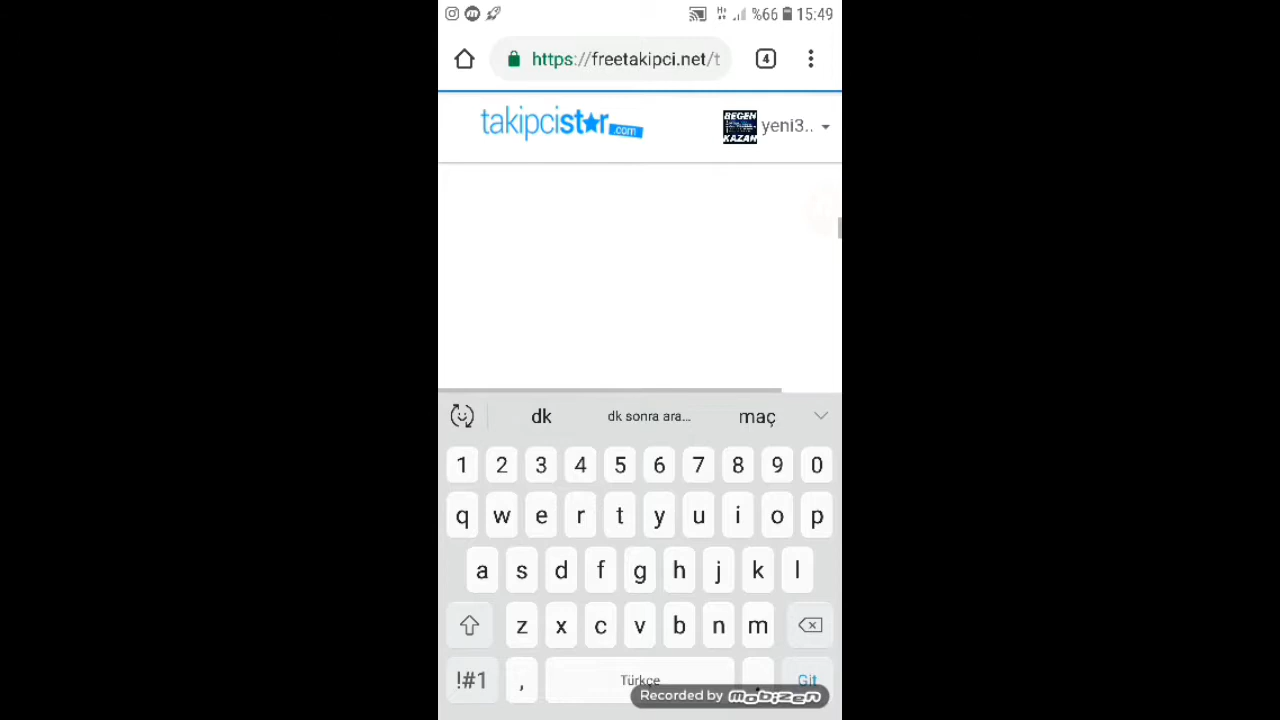 %66 15:49
https://freetakipci.net/t
4
takipcistar.com
BEGEN
KAZAN
yeni3..
dk
dk sonra ara...
maç
1 2 3 4 5 6 7 8 9 0
q w e r t y u i o p
a s d f g h j k l
z x c v b n m
!#1 , Türkçe . Git
Recorded by mobizen